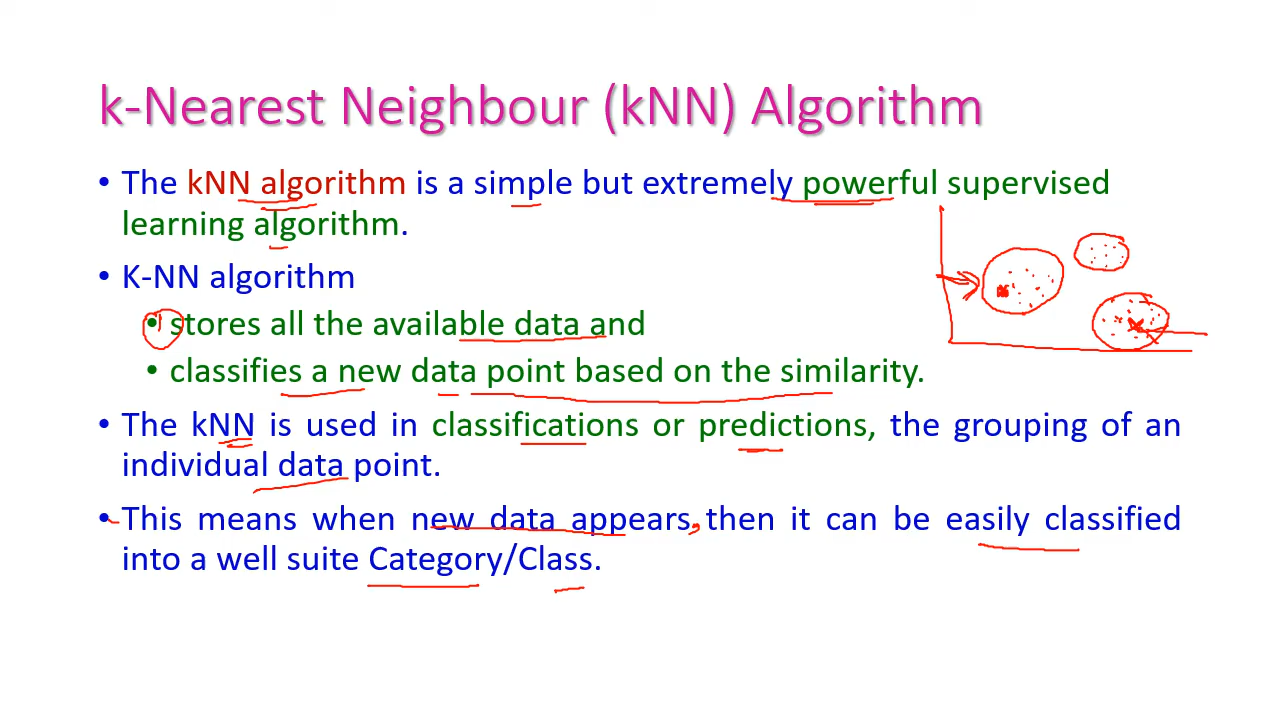 k-Nearest Neighbour (kNN) Algorithm
• The kNN algorithm is a simple but extremely powerful supervised
learning algorithm.
• K-NN algorithm
• stores all the available data and
• classifies a new data point based on the similarity.
• The kNN is used in classifications or predictions, the grouping of an
individual data point.
• This means when new data appears, then it can be easily classified
into a well suite Category/Class.